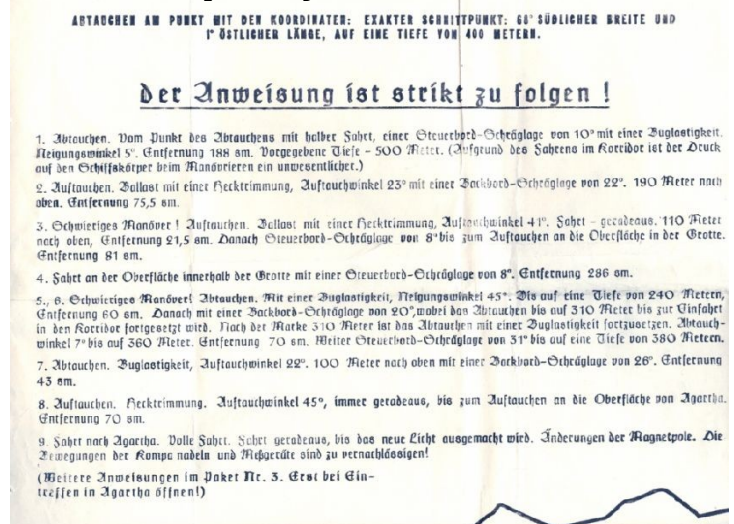 ABTAUCHEN AM PUNKT MIT DEN KOORDINATEN: EXAKTER SCHNITTPUNKT: 68° SÜDLICHER BREITE UND
1° ÖSTLICHER LÄNGE, AUF EINE TIEFE VON 400 METERN.
Der Anweisung ist strikt zu folgen !
1. Abtauchen. Vom Punkt des Abtauchens mit halber Fahrt, einer Steuerbord-Schräglage von 10° mit einer Buglastigkeit.
Neigungswinkel 5°. Entfernung 188 sm. Vorgegebene Tiefe - 500 Meter. (Aufgrund des Fahrens im Korridor ist der Druck
auf den Schiffskörper beim Manövrieren ein unwesentlicher.)
2. Auftauchen. Ballast mit einer Hecktrimmung, Auftauchwinkel 23° mit einer Backbord-Schräglage von 22°. 190 Meter nach
oben. Entfernung 75,5 sm.
3. Schwieriges Manöver ! Auftauchen. Ballast mit einer Hecktrimmung, Auftauchwinkel 41°. Fahrt - geradeaus. 110 Meter
nach oben, Entfernung 21,5 sm. Danach Steuerbord-Schräglage von 8° bis zum Auftauchen an die Oberfläche in der Grotte.
Entfernung 81 sm.
4. Fahrt an der Oberfläche innerhalb der Grotte mit einer Steuerbord-Schräglage von 8°. Entfernung 286 sm.
5., 6. Schwieriges Manöver! Abtauchen. Mit einer Buglastigkeit, Neigungswinkel 45°. Bis auf eine Tiefe von 240 Metern,
Entfernung 60 sm. Danach mit einer Backbord-Schräglage von 20°, wobei das Abtauchen bis auf 310 Meter bis zur Einfahrt
in den Korridor fortgesetzt wird. Nach der Marke 310 Meter ist das Abtauchen mit einer Buglastigkeit fortzusetzen. Abtauch-
winkel 7° bis auf 360 Meter. Entfernung 70 sm. Weiter Steuerbord-Schräglage von 31° bis auf eine Tiefe von 380 Metern.
7. Abtauchen. Buglastigkeit, Auftauchwinkel 22°. 100 Meter nach oben mit einer Backbord-Schräglage von 26°. Entfernung
43 sm.
8. Auftauchen. Hecktrimmung. Auftauchwinkel 45°, immer geradeaus, bis zum Auftauchen an die Oberfläche von Agartha.
Entfernung 70 sm.
9. Fahrt nach Agartha. Volle Fahrt. Fahrt geradeaus, bis das neue Licht ausgemacht wird. Änderungen der Magnetpole. Die
Bewegungen der Kompa nadeln und Meßgeräte sind zu vernachlässigen!
(Weitere Anweisungen im Paket Nr. 3. Erst bei Ein-
treffen in Agartha öffnen!)